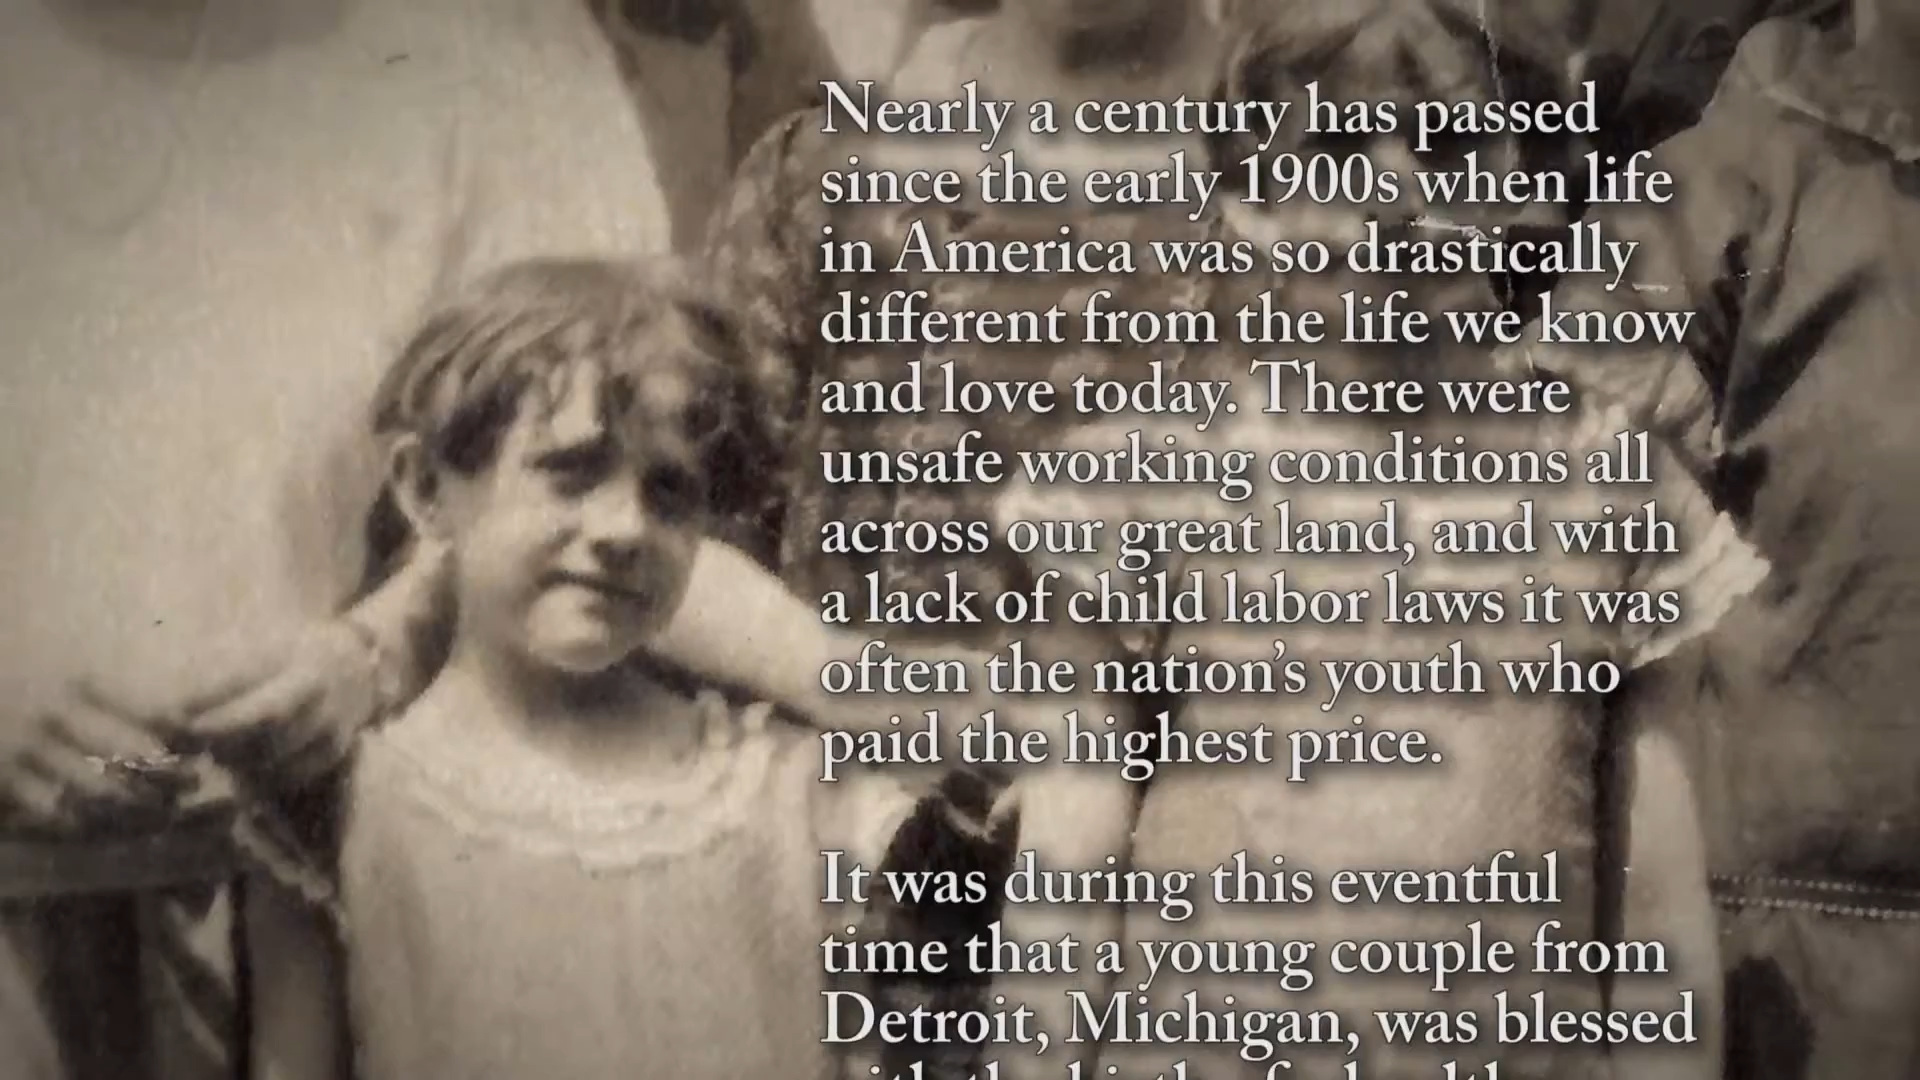 Nearly a century has passed
since the early 1900s when life
in America was so drastically
different from the life we know
and love today. There were
unsafe working conditions all
across our great land, and with
a lack of child labor laws it was
often the nation’s youth who
paid the highest price.
It was during this eventful
time that a young couple from
Detroit, Michigan, was blessed